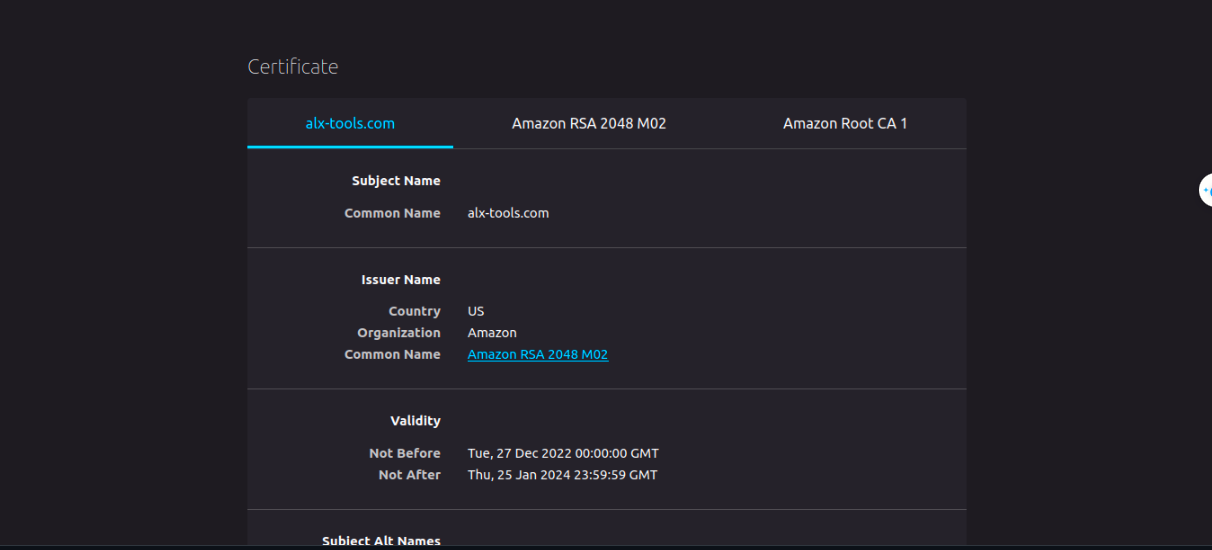 Certificate
alx-tools.com Amazon RSA 2048 M02 Amazon Root CA 1
Subject Name
Common Name alx-tools.com
Issuer Name
Country US
Organization Amazon
Common Name Amazon RSA 2048 M02
Validity
Not Before Tue, 27 Dec 2022 00:00:00 GMT
Not After Thu, 25 Jan 2024 23:59:59 GMT
Subject Alt Names